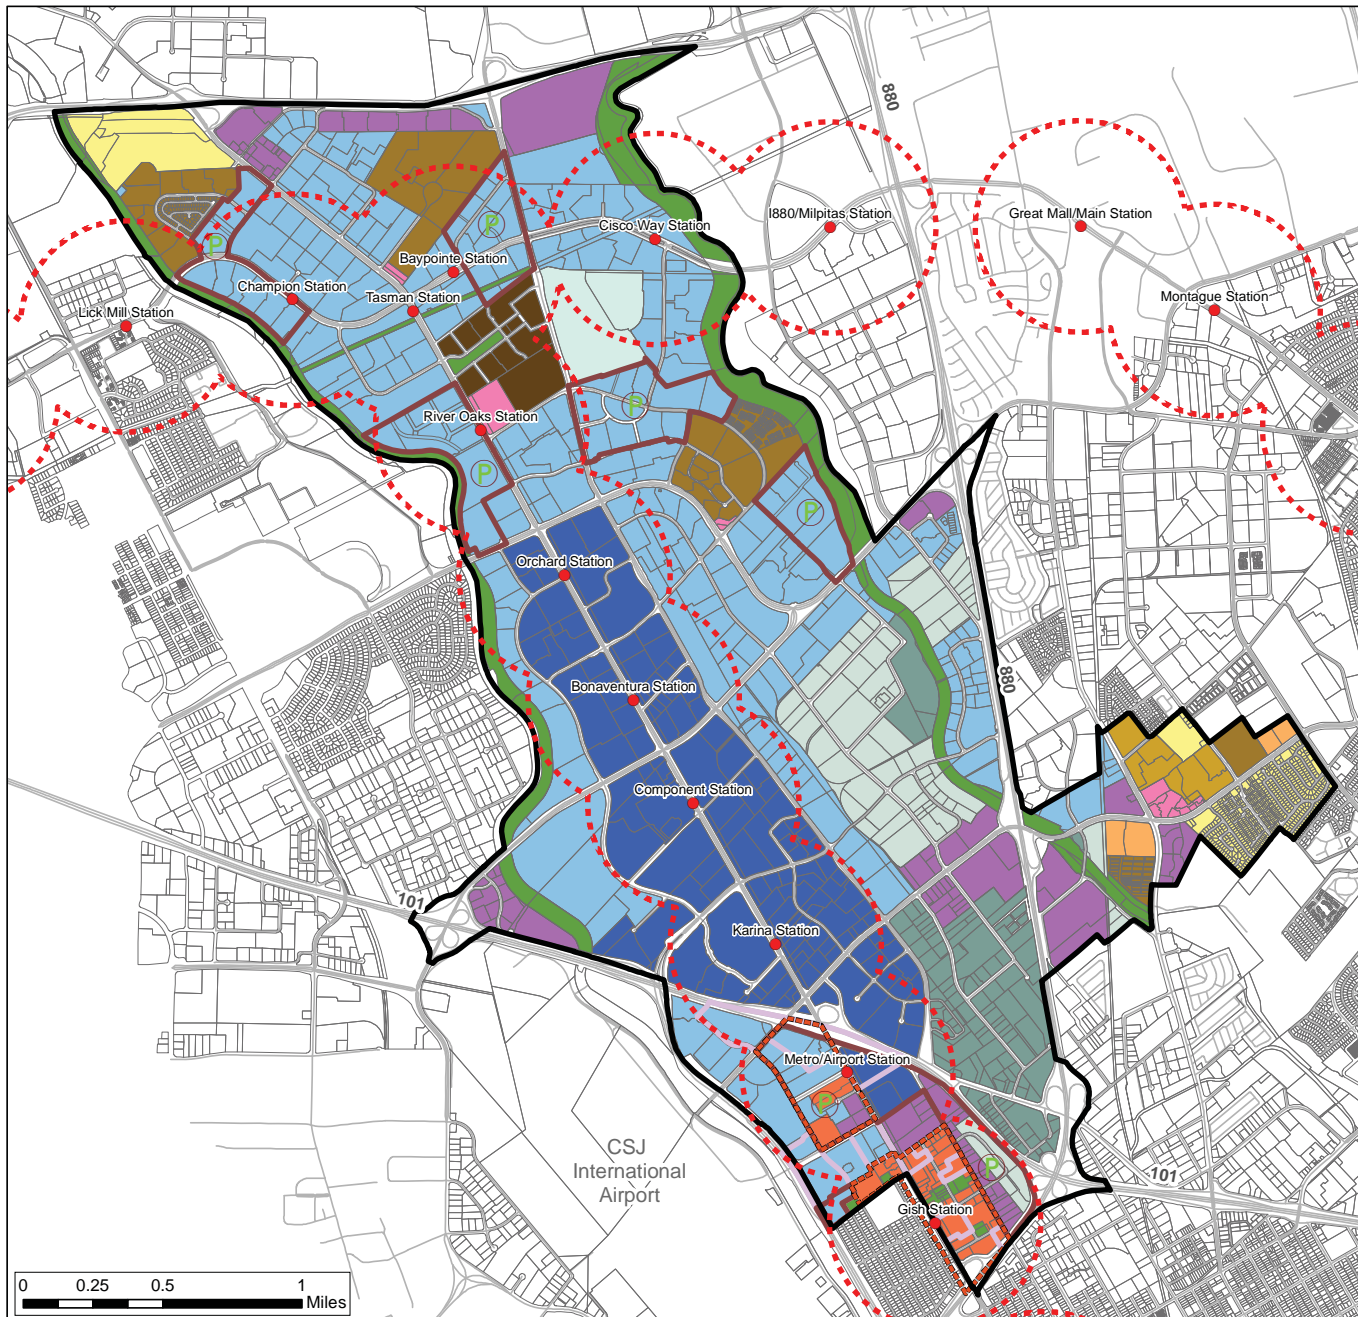 880
I880/Milpitas Station
Great Mall/Main Station
Cisco Way Station
Baypointe Station
Champion Station
Tasman Station
Lick Mill Station
Montague Station
P
P
P
River Oaks Station
P
P
Orchard Station
880
Bonaventura Station
Component Station
101
Karina Station
Metro/Airport Station
P
CSJ
International
Airport
P
101
Gish Station
0 0.25 0.5 1
Miles